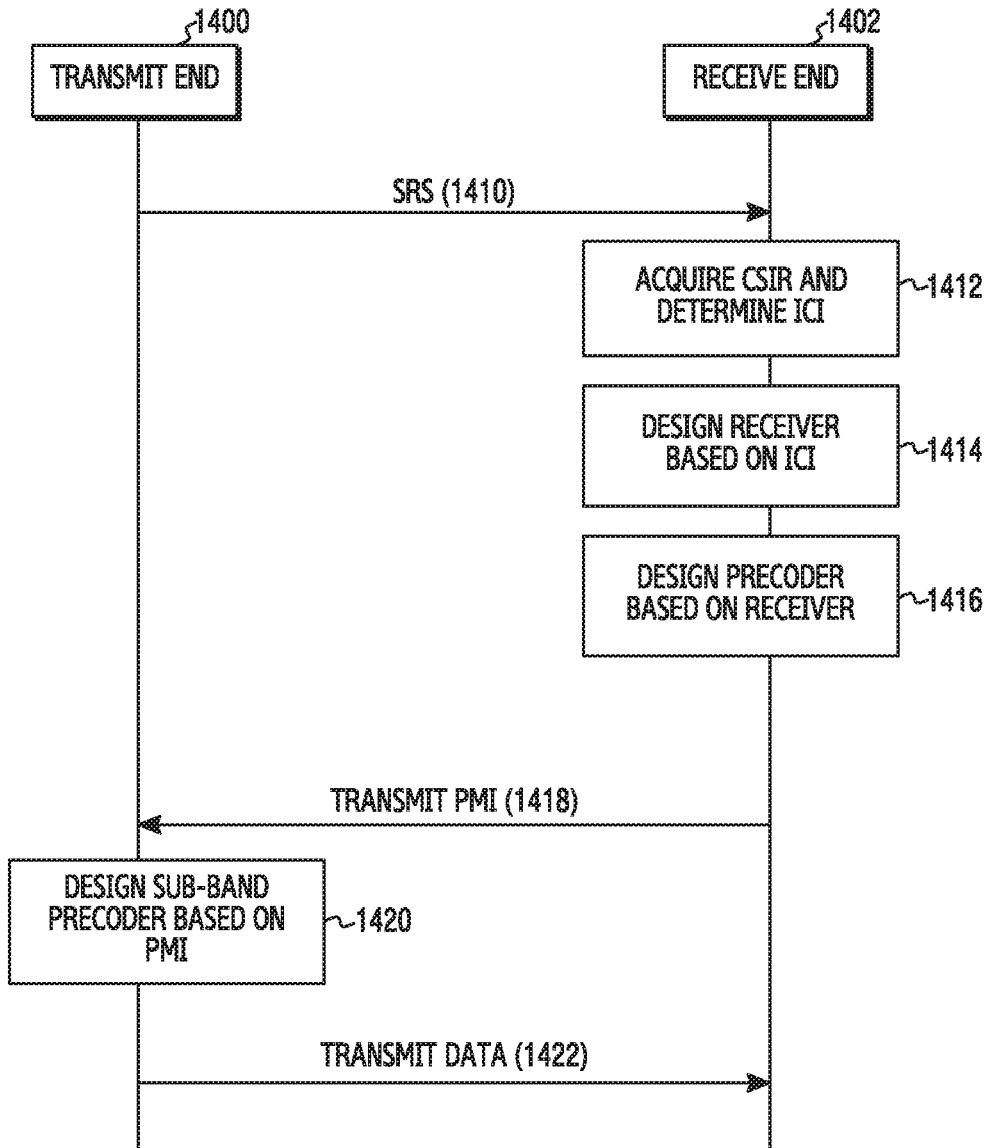 1400
1402
TRANSMIT END
RECEIVE END
SRS (1410)
ACQUIRE CSIR AND
DETERMINE ICI
1412
DESIGN RECEIVER
BASED ON ICI
1414
DESIGN PRECODER
BASED ON RECEIVER
1416
TRANSMIT PMI (1418)
DESIGN SUB-BAND
PRECODER BASED ON
PMI
1420
TRANSMIT DATA (1422)